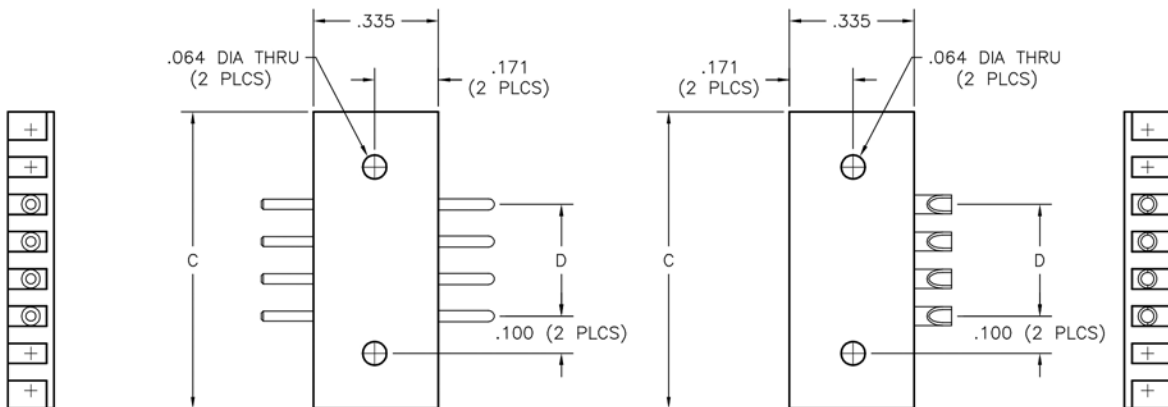 .335
.064 DIA THRU
(2 PLCS)
.171
(2 PLCS)
C
D
.100 (2 PLCS)
.335
.171
(2 PLCS)
.064 DIA THRU
(2 PLCS)
C
D
.100 (2 PLCS)